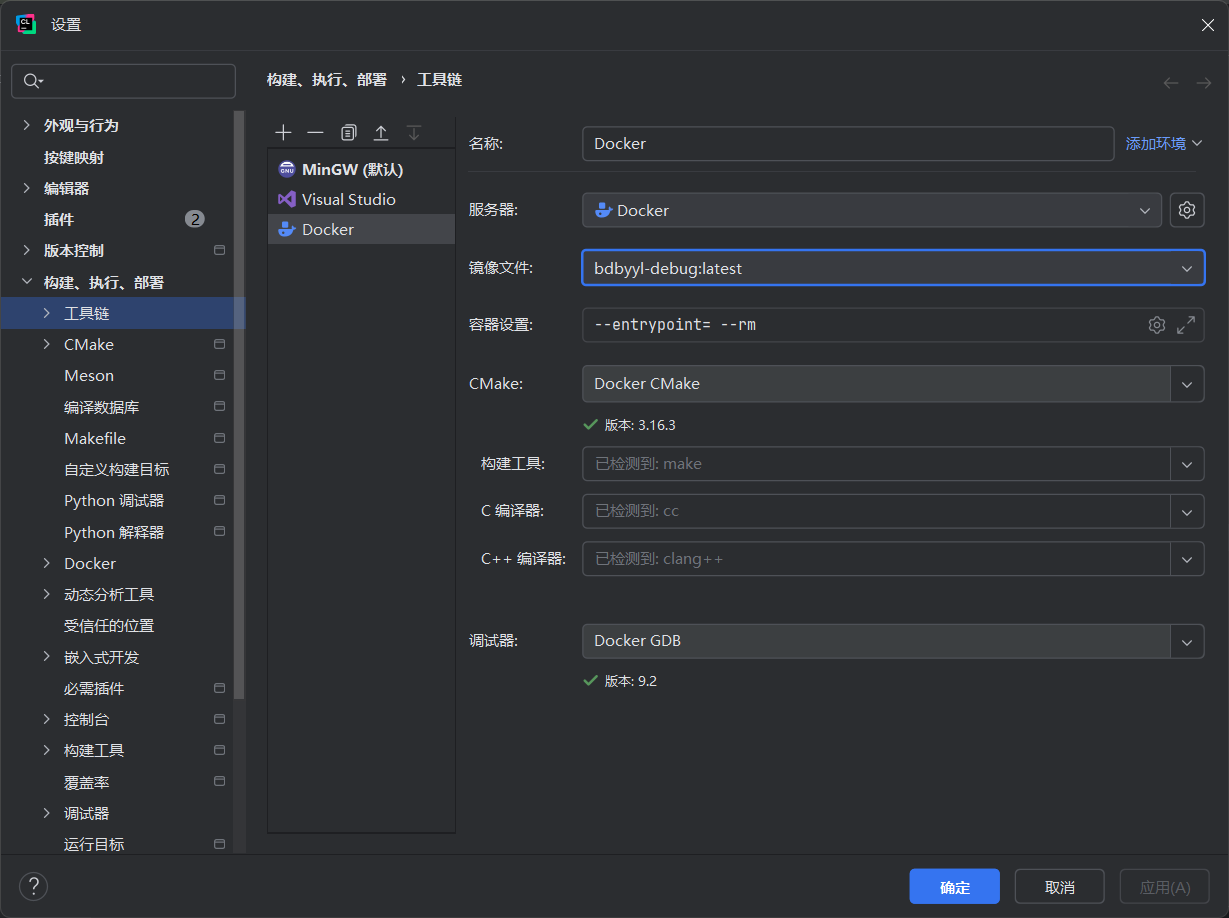 设置
构建、执行、部署 › 工具链
外观与行为
按键映射
编辑器
插件 2
版本控制
构建、执行、部署
工具链
CMake
Meson
编译数据库
Makefile
自定义构建目标
Python 调试器
Python 解释器
Docker
动态分析工具
受信任的位置
嵌入式开发
必需插件
控制台
构建工具
覆盖率
调试器
运行目标
MinGW (默认)
Visual Studio
Docker
名称: Docker 添加环境
服务器: Docker
镜像文件: bdbyyl-debug:latest
容器设置: --entrypoint= --rm
CMake: Docker CMake
版本: 3.16.3
构建工具: 已检测到: make
C 编译器: 已检测到: cc
C++ 编译器: 已检测到: clang++
调试器: Docker GDB
版本: 9.2
? 确定 取消 应用(A)